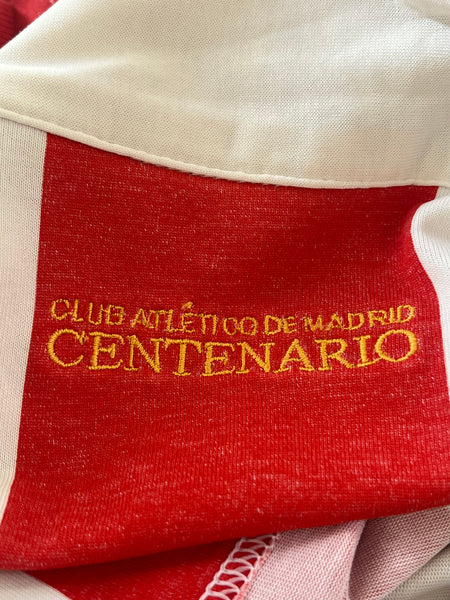 CLUB ATLÉTICO DE MADRID
CENTENARIO